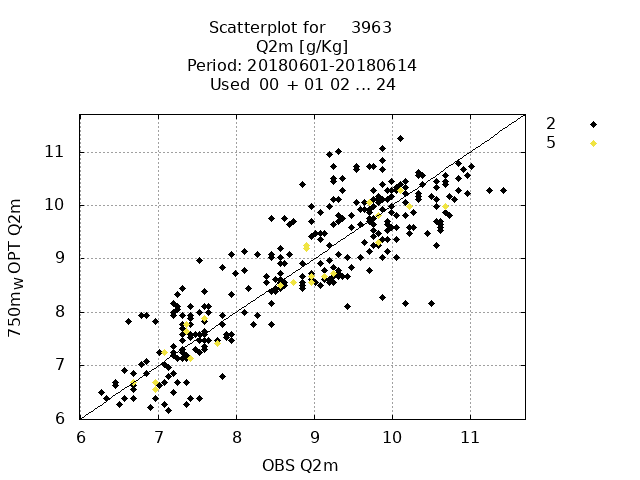 Scatterplot for 3963
Q2m [g/Kg]
Period: 20180601-20180614
Used 00 + 01 02 ... 24
2
5
750mw OPT Q2m
11
10
9
8
7
6
6 7 8 9 10 11
OBS Q2m